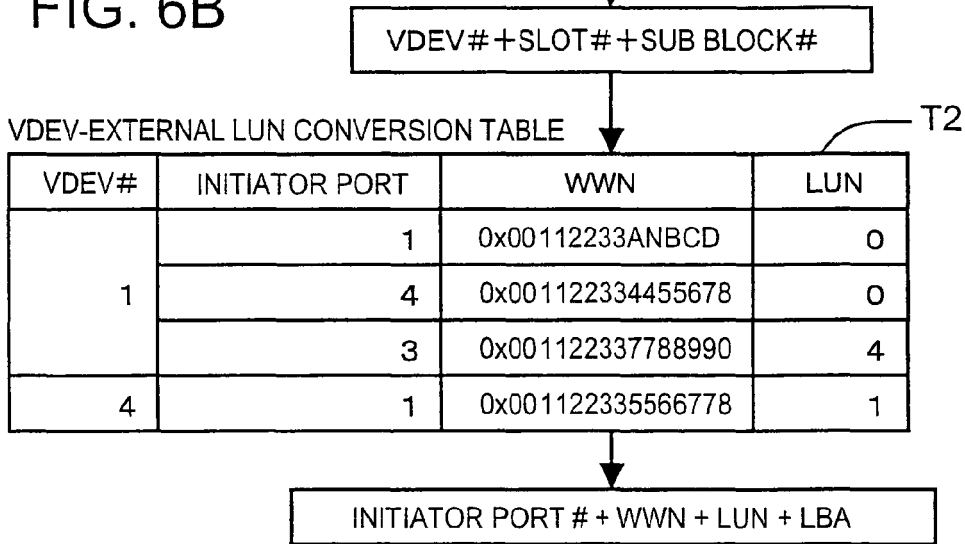 FIG. 6B
VDEV#+SLOT#+SUB BLOCK#
VDEV-EXTERNAL LUN CONVERSION TABLE
T2
VDEV# INITIATOR PORT WWN LUN
1 1 0x00112233ANBCD 0
4 0x001122334455678 0
3 0x001122337788990 4
4 1 0x001122335566778 1
INITIATOR PORT # + WWN + LUN + LBA